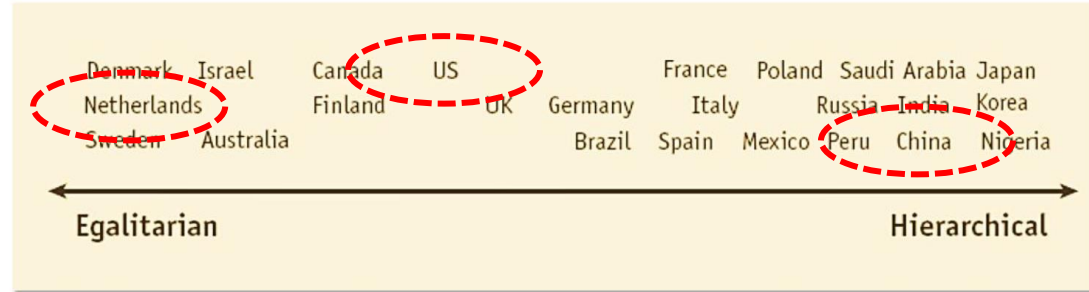 Denmark Israel Canada US France Poland Saudi Arabia Japan
Netherlands Finland UK Germany Italy Russia India Korea
Sweden Australia Brazil Spain Mexico Peru China Nigeria
Egalitarian Hierarchical